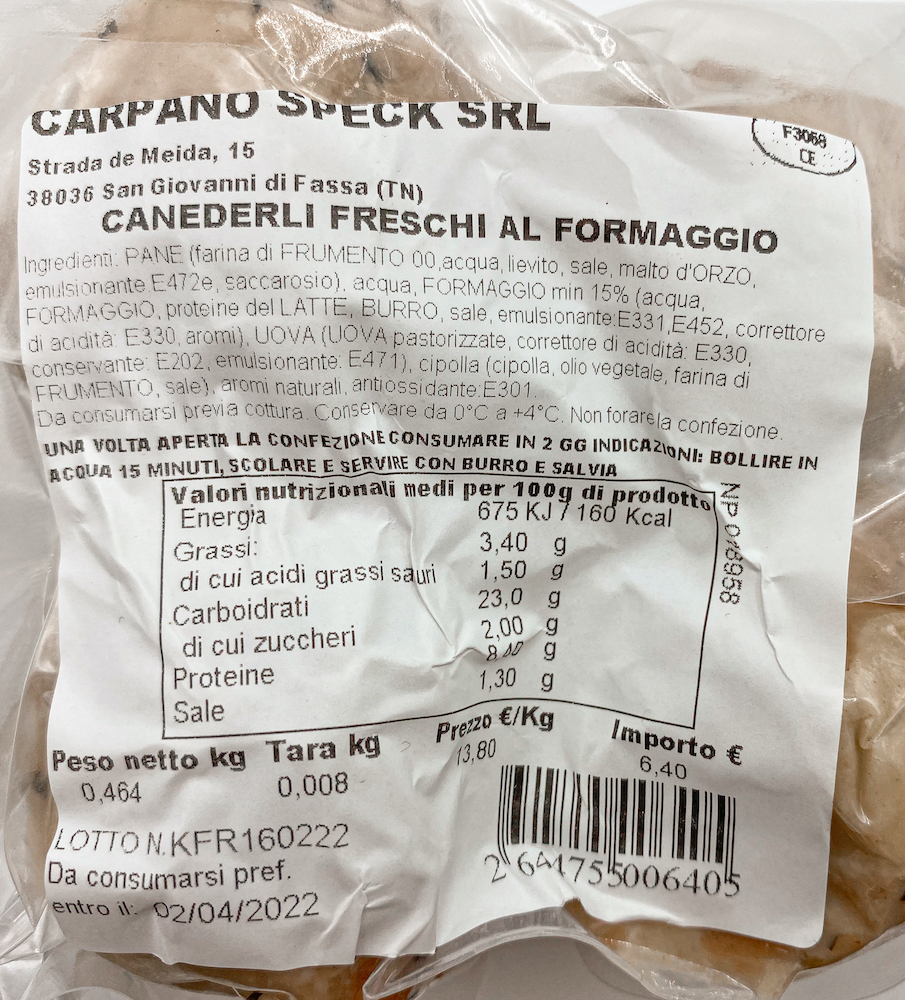 CARPANO SPECK SRL
F3068
CE
Strada de Meida, 15
38036 San Giovanni di Fassa (TN)
CANEDERLI FRESCHI AL FORMAGGIO
Ingredienti: PANE (farina di FRUMENTO 00,acqua, lievito, sale, malto d'ORZO,
emulsionante E472e, saccarosio), acqua, FORMAGGIO min 15% (acqua,
FORMAGGIO, proteine del LATTE, BURRO, sale, emulsionante:E331,E452, correttore
di acidità: E330, aromi), UOVA (UOVA pastorizzate, correttore di acidità: E330,
conservante: E202, emulsionante: E471), cipolla (cipolla, olio vegetale, farina di
FRUMENTO, sale), aromi naturali, antiossidante:E301.
Da consumarsi previa cottura. Conservare da 0°C a +4°C. Non forare la confezione.
UNA VOLTA APERTA LA CONFEZIONE CONSUMARE IN 2 GG INDICAZIONI: BOLLIRE IN
ACQUA 15 MINUTI, SCOLARE E SERVIRE CON BURRO E SALVIA
Valori nutrizionali medi per 100g di prodotto
Energia 675 KJ / 160 Kcal
Grassi: 3,40 g
di cui acidi grassi sauri 1,50 g
Carboidrati 23,0 g
di cui zuccheri 2,00 g
Proteine g
Sale 1,30 g
Peso netto kg Tara kg Prezzo €/Kg Importo €
0,464 0,008 13,80 6,40
LOTTO N.KFR160222
Da consumarsi pref.
entro il: 02/04/2022
2 641755006405